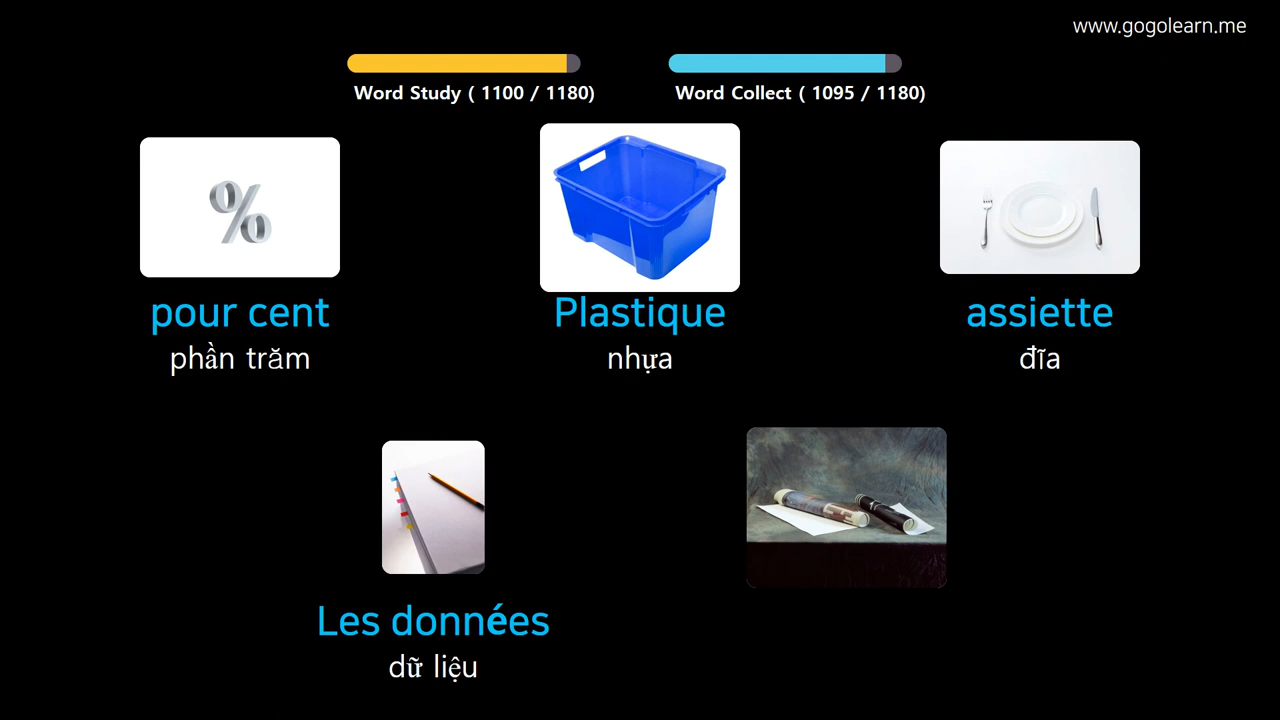 www.gogolearn.me
Word Study ( 1100 / 1180)
Word Collect ( 1095 / 1180)
%
pour cent
phần trăm
Plastique
nhựa
assiette
đĩa
Les données
dữ liệu